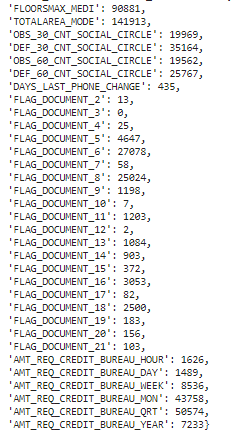 'FLOORSMAX_MEDI': 90881,
'TOTALAREA_MODE': 141913,
'OBS_30_CNT_SOCIAL_CIRCLE': 19969,
'DEF_30_CNT_SOCIAL_CIRCLE': 35164,
'OBS_60_CNT_SOCIAL_CIRCLE': 19562,
'DEF_60_CNT_SOCIAL_CIRCLE': 25767,
'DAYS_LAST_PHONE_CHANGE': 435,
'FLAG_DOCUMENT_2': 13,
'FLAG_DOCUMENT_3': 0,
'FLAG_DOCUMENT_4': 25,
'FLAG_DOCUMENT_5': 4647,
'FLAG_DOCUMENT_6': 27078,
'FLAG_DOCUMENT_7': 58,
'FLAG_DOCUMENT_8': 25024,
'FLAG_DOCUMENT_9': 1198,
'FLAG_DOCUMENT_10': 7,
'FLAG_DOCUMENT_11': 1203,
'FLAG_DOCUMENT_12': 2,
'FLAG_DOCUMENT_13': 1084,
'FLAG_DOCUMENT_14': 903,
'FLAG_DOCUMENT_15': 372,
'FLAG_DOCUMENT_16': 3053,
'FLAG_DOCUMENT_17': 82,
'FLAG_DOCUMENT_18': 2500,
'FLAG_DOCUMENT_19': 183,
'FLAG_DOCUMENT_20': 156,
'FLAG_DOCUMENT_21': 103,
'AMT_REQ_CREDIT_BUREAU_HOUR': 1626,
'AMT_REQ_CREDIT_BUREAU_DAY': 1489,
'AMT_REQ_CREDIT_BUREAU_WEEK': 8536,
'AMT_REQ_CREDIT_BUREAU_MON': 43758,
'AMT_REQ_CREDIT_BUREAU_QRT': 50574,
'AMT_REQ_CREDIT_BUREAU_YEAR': 7233}